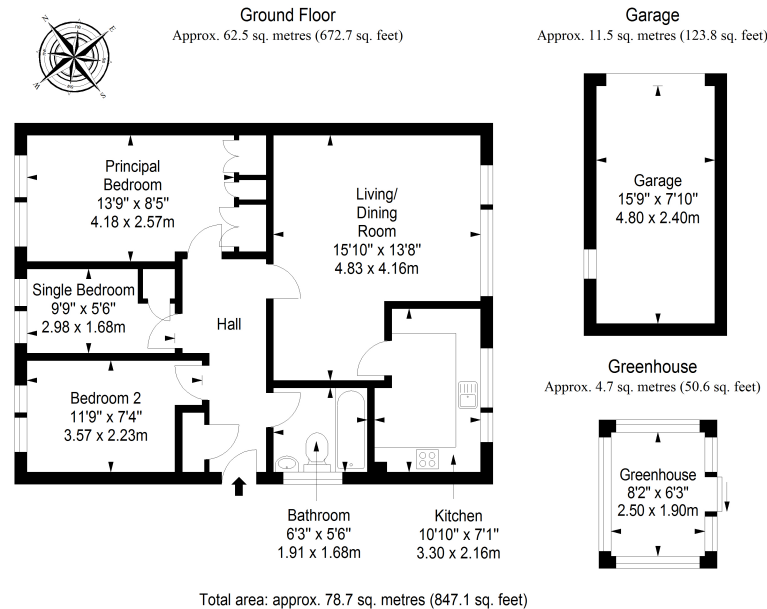 Ground Floor
Approx. 62.5 sq. metres (672.7 sq. feet)
Garage
Approx. 11.5 sq. metres (123.8 sq. feet)
N
E
W
S
Principal
Bedroom
13'9" x 8'5"
4.18 x 2.57m
Living/
Dining
Room
15'10" x 13'8"
4.83 x 4.16m
Garage
15'9" x 7'10"
4.80 x 2.40m
Single Bedroom
9'9" x 5'6"
2.98 x 1.68m
Hall
Bedroom 2
11'9" x 7'4"
3.57 x 2.23m
Greenhouse
Approx. 4.7 sq. metres (50.6 sq. feet)
Greenhouse
8'2" x 6'3"
2.50 x 1.90m
Bathroom
6'3" x 5'6"
1.91 x 1.68m
Kitchen
10'10" x 7'1"
3.30 x 2.16m
Total area: approx. 78.7 sq. metres (847.1 sq. feet)